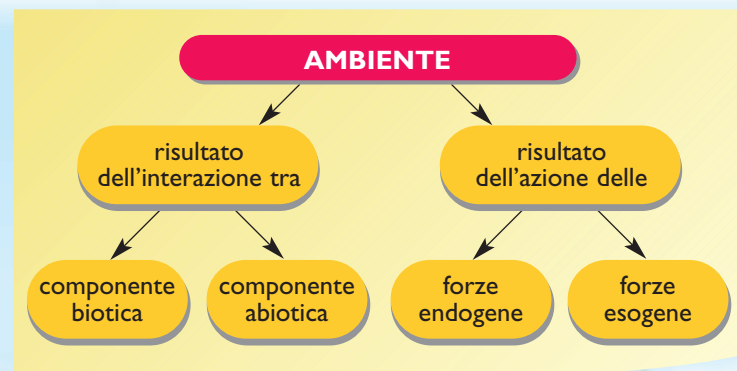 AMBIENTE
risultato
dell'interazione tra
risultato
dell'azione delle
componente
biotica
componente
abiotica
forze
endogene
forze
esogene